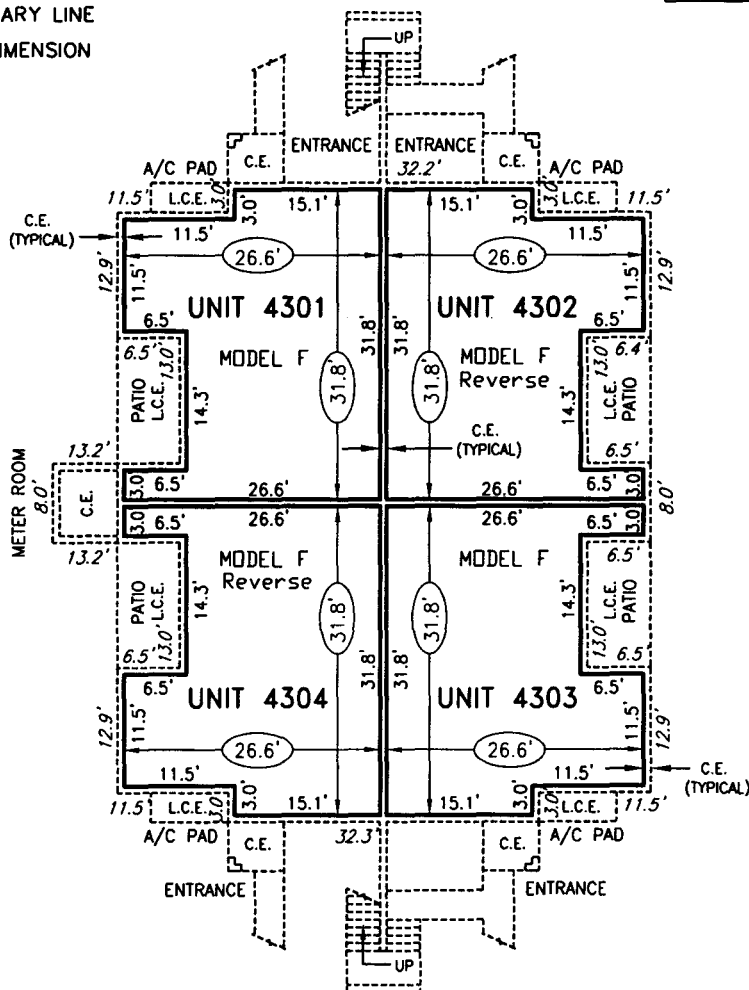 ARY LINE
IMENSION
UP
ENTRANCE
ENTRANCE
C.E.
C.E.
32.2'
A/C PAD
A/C PAD
11.5'
L.C.E.
3.0'
3.0'
L.C.E.
11.5'
C.E.
(TYPICAL)
15.1'
15.1'
3.0'
3.0'
11.5'
11.5'
12.9'
11.5'
26.6'
26.6'
11.5'
12.9'
UNIT 4301
UNIT 4302
6.5'
6.5'
6.5'
13.0'
31.8'
31.8'
13.0'
6.4'
MODEL F
MODEL F
Reverse
PATIO
L.C.E.
14.3'
31.8'
31.8'
14.3'
L.C.E.
PATIO
C.E.
(TYPICAL)
13.2'
6.5'
METER ROOM
8.0'
C.E.
3.0'
6.5'
26.6'
26.6'
6.5'
3.0'
8.0'
3.0'
6.5'
26.6'
26.6'
6.5'
3.0'
13.2'
6.5'
MODEL F
Reverse
MODEL F
PATIO
L.C.E.
14.3'
31.8'
31.8'
14.3'
L.C.E.
PATIO
13.0'
13.0'
6.5'
31.8'
31.8'
6.5'
6.5'
6.5'
UNIT 4304
UNIT 4303
12.9'
11.5'
26.6'
26.6'
11.5'
12.9'
11.5'
11.5'
C.E.
(TYPICAL)
3.0'
15.1'
15.1'
3.0'
11.5
L.C.E.
3.0'
3.0'
L.C.E.
11.5'
A/C PAD
A/C PAD
C.E.
32.3'
C.E.
ENTRANCE
ENTRANCE
UP